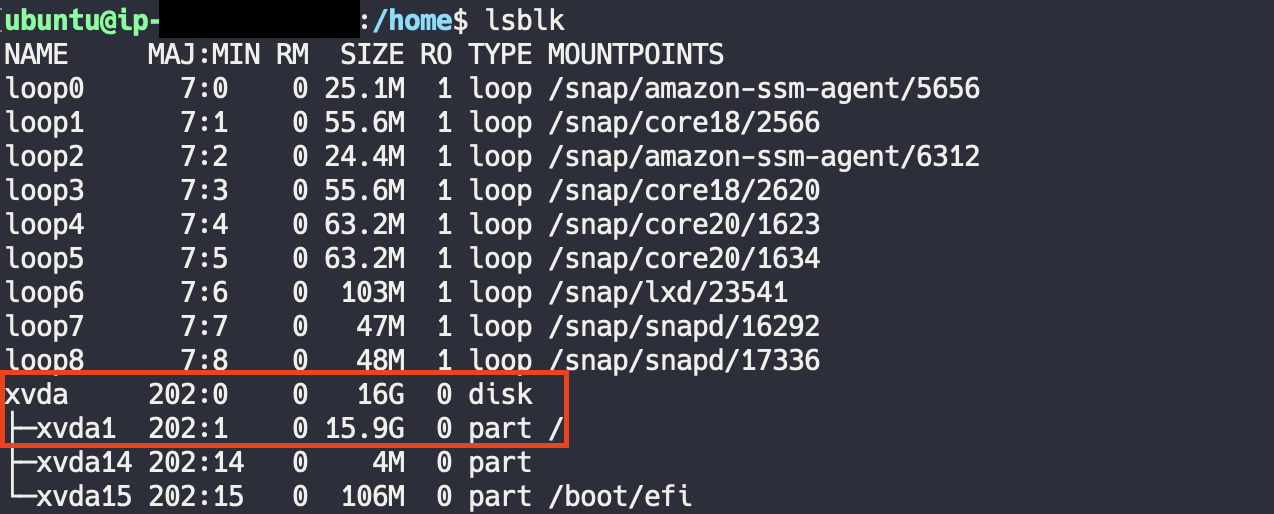 ubuntu@ip-:/home$ lsblk
NAME MAJ:MIN RM SIZE RO TYPE MOUNTPOINTS
loop0 7:0 0 25.1M 1 loop /snap/amazon-ssm-agent/5656
loop1 7:1 0 55.6M 1 loop /snap/core18/2566
loop2 7:2 0 24.4M 1 loop /snap/amazon-ssm-agent/6312
loop3 7:3 0 55.6M 1 loop /snap/core18/2620
loop4 7:4 0 63.2M 1 loop /snap/core20/1623
loop5 7:5 0 63.2M 1 loop /snap/core20/1634
loop6 7:6 0 103M 1 loop /snap/lxd/23541
loop7 7:7 0 47M 1 loop /snap/snapd/16292
loop8 7:8 0 48M 1 loop /snap/snapd/17336
xvda 202:0 0 16G 0 disk
├─xvda1 202:1 0 15.9G 0 part /
├─xvda14 202:14 0 4M 0 part
└─xvda15 202:15 0 106M 0 part /boot/efi